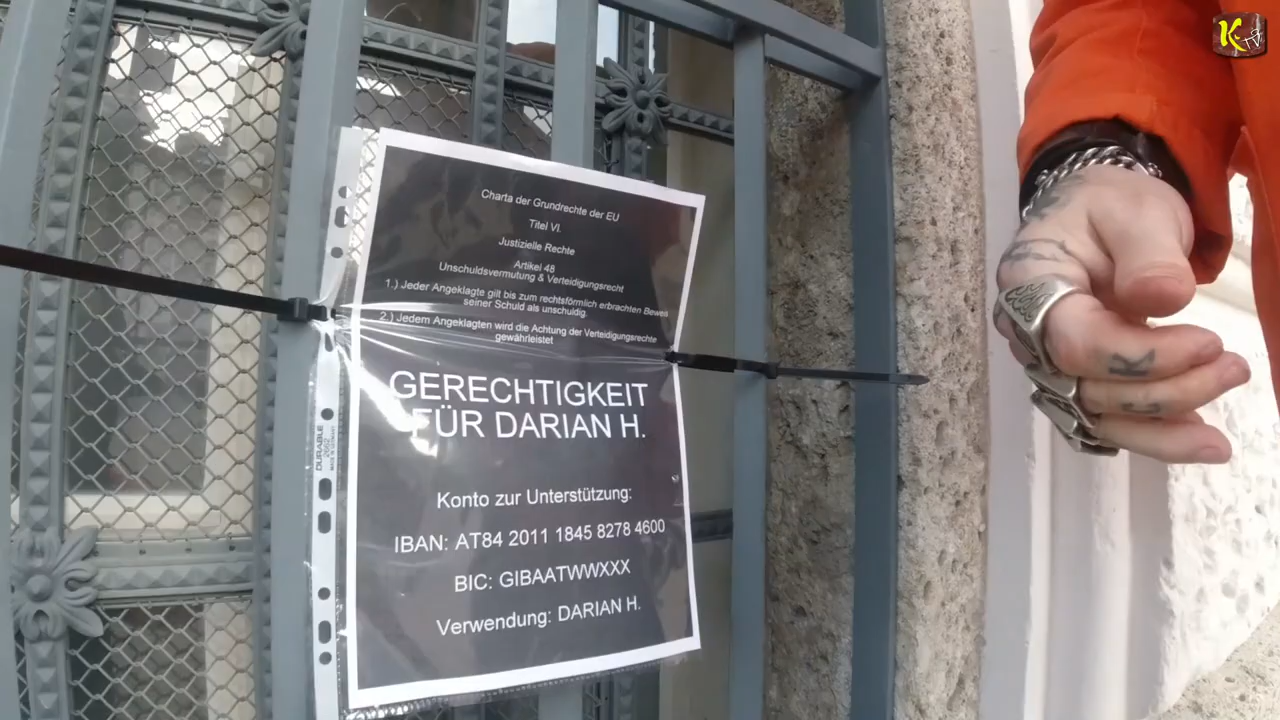 Charta der Grundrechte der EU
Titel VI.
Justizielle Rechte
Artikel 48
Unschuldsvermutung & Verteidigungsrecht
1.) Jeder Angeklagte gilt bis zum rechtsförmlich erbrachten Beweis
seiner Schuld als unschuldig.
2.) Jedem Angeklagten wird die Achtung der Verteidigungsrechte
gewährleistet
GERECHTIGKEIT
FÜR DARIAN H.
Konto zur Unterstützung:
IBAN: AT84 2011 1845 8278 4600
BIC: GIBAATWWXXX
Verwendung: DARIAN H.
DURABLE
2662
K
C
K-TV